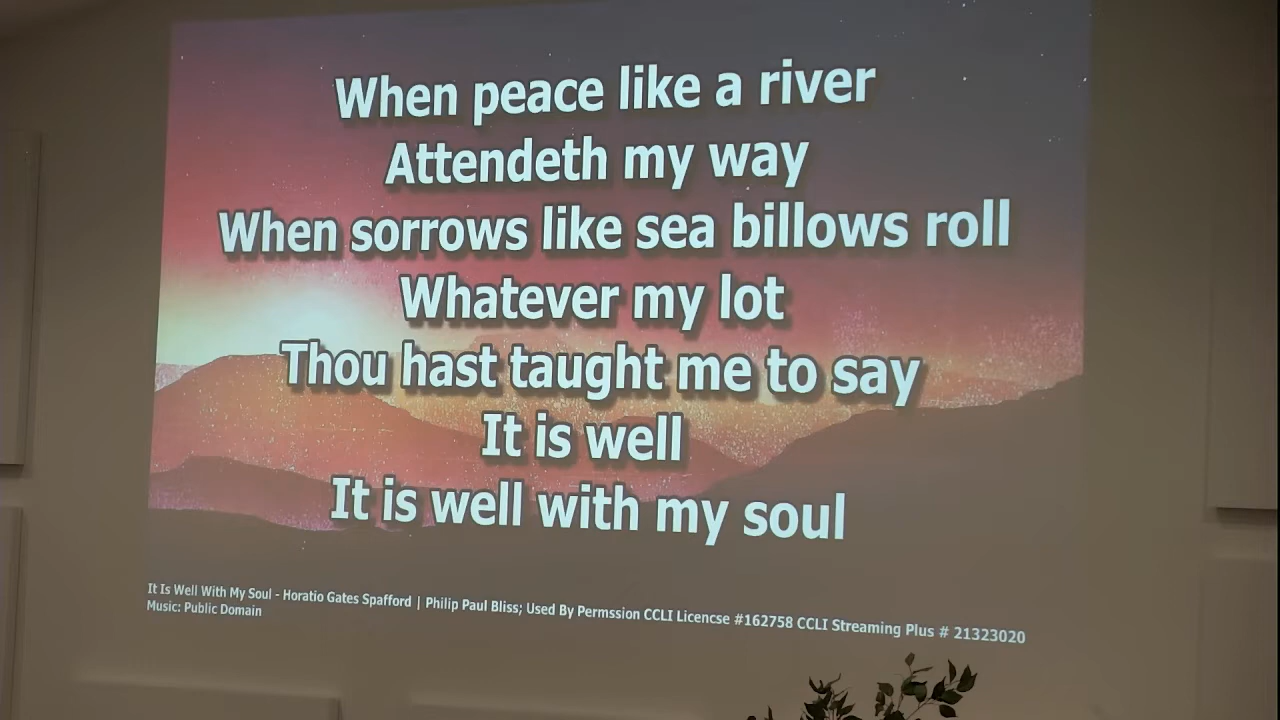 When peace like a river
Attendeth my way
When sorrows like sea billows roll
Whatever my lot
Thou hast taught me to say
It is well
It is well with my soul
It Is Well With My Soul - Horatio Gates Spafford | Philip Paul Bliss; Used By Permssion CCLI Licencse #162758 CCLI Streaming Plus # 21323020
Music: Public Domain